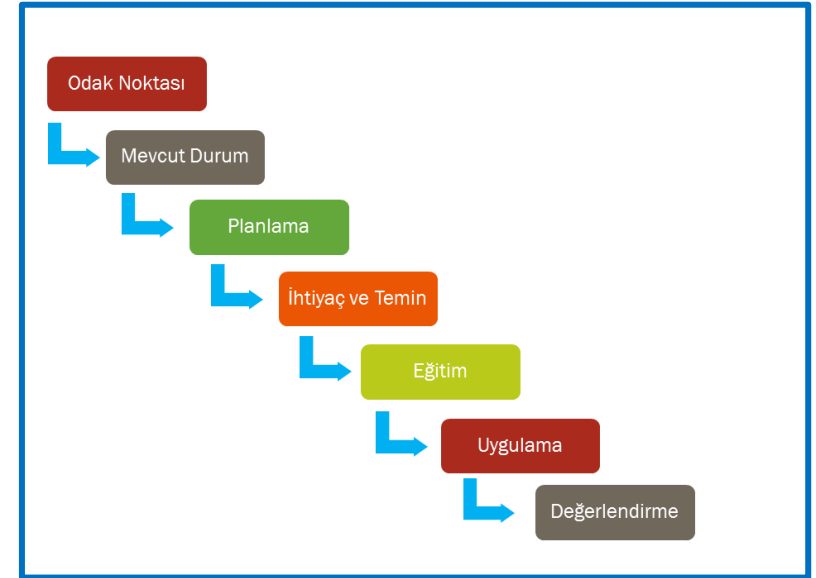 Odak Noktası
Mevcut Durum
Planlama
İhtiyaç ve Temin
Eğitim
Uygulama
Değerlendirme